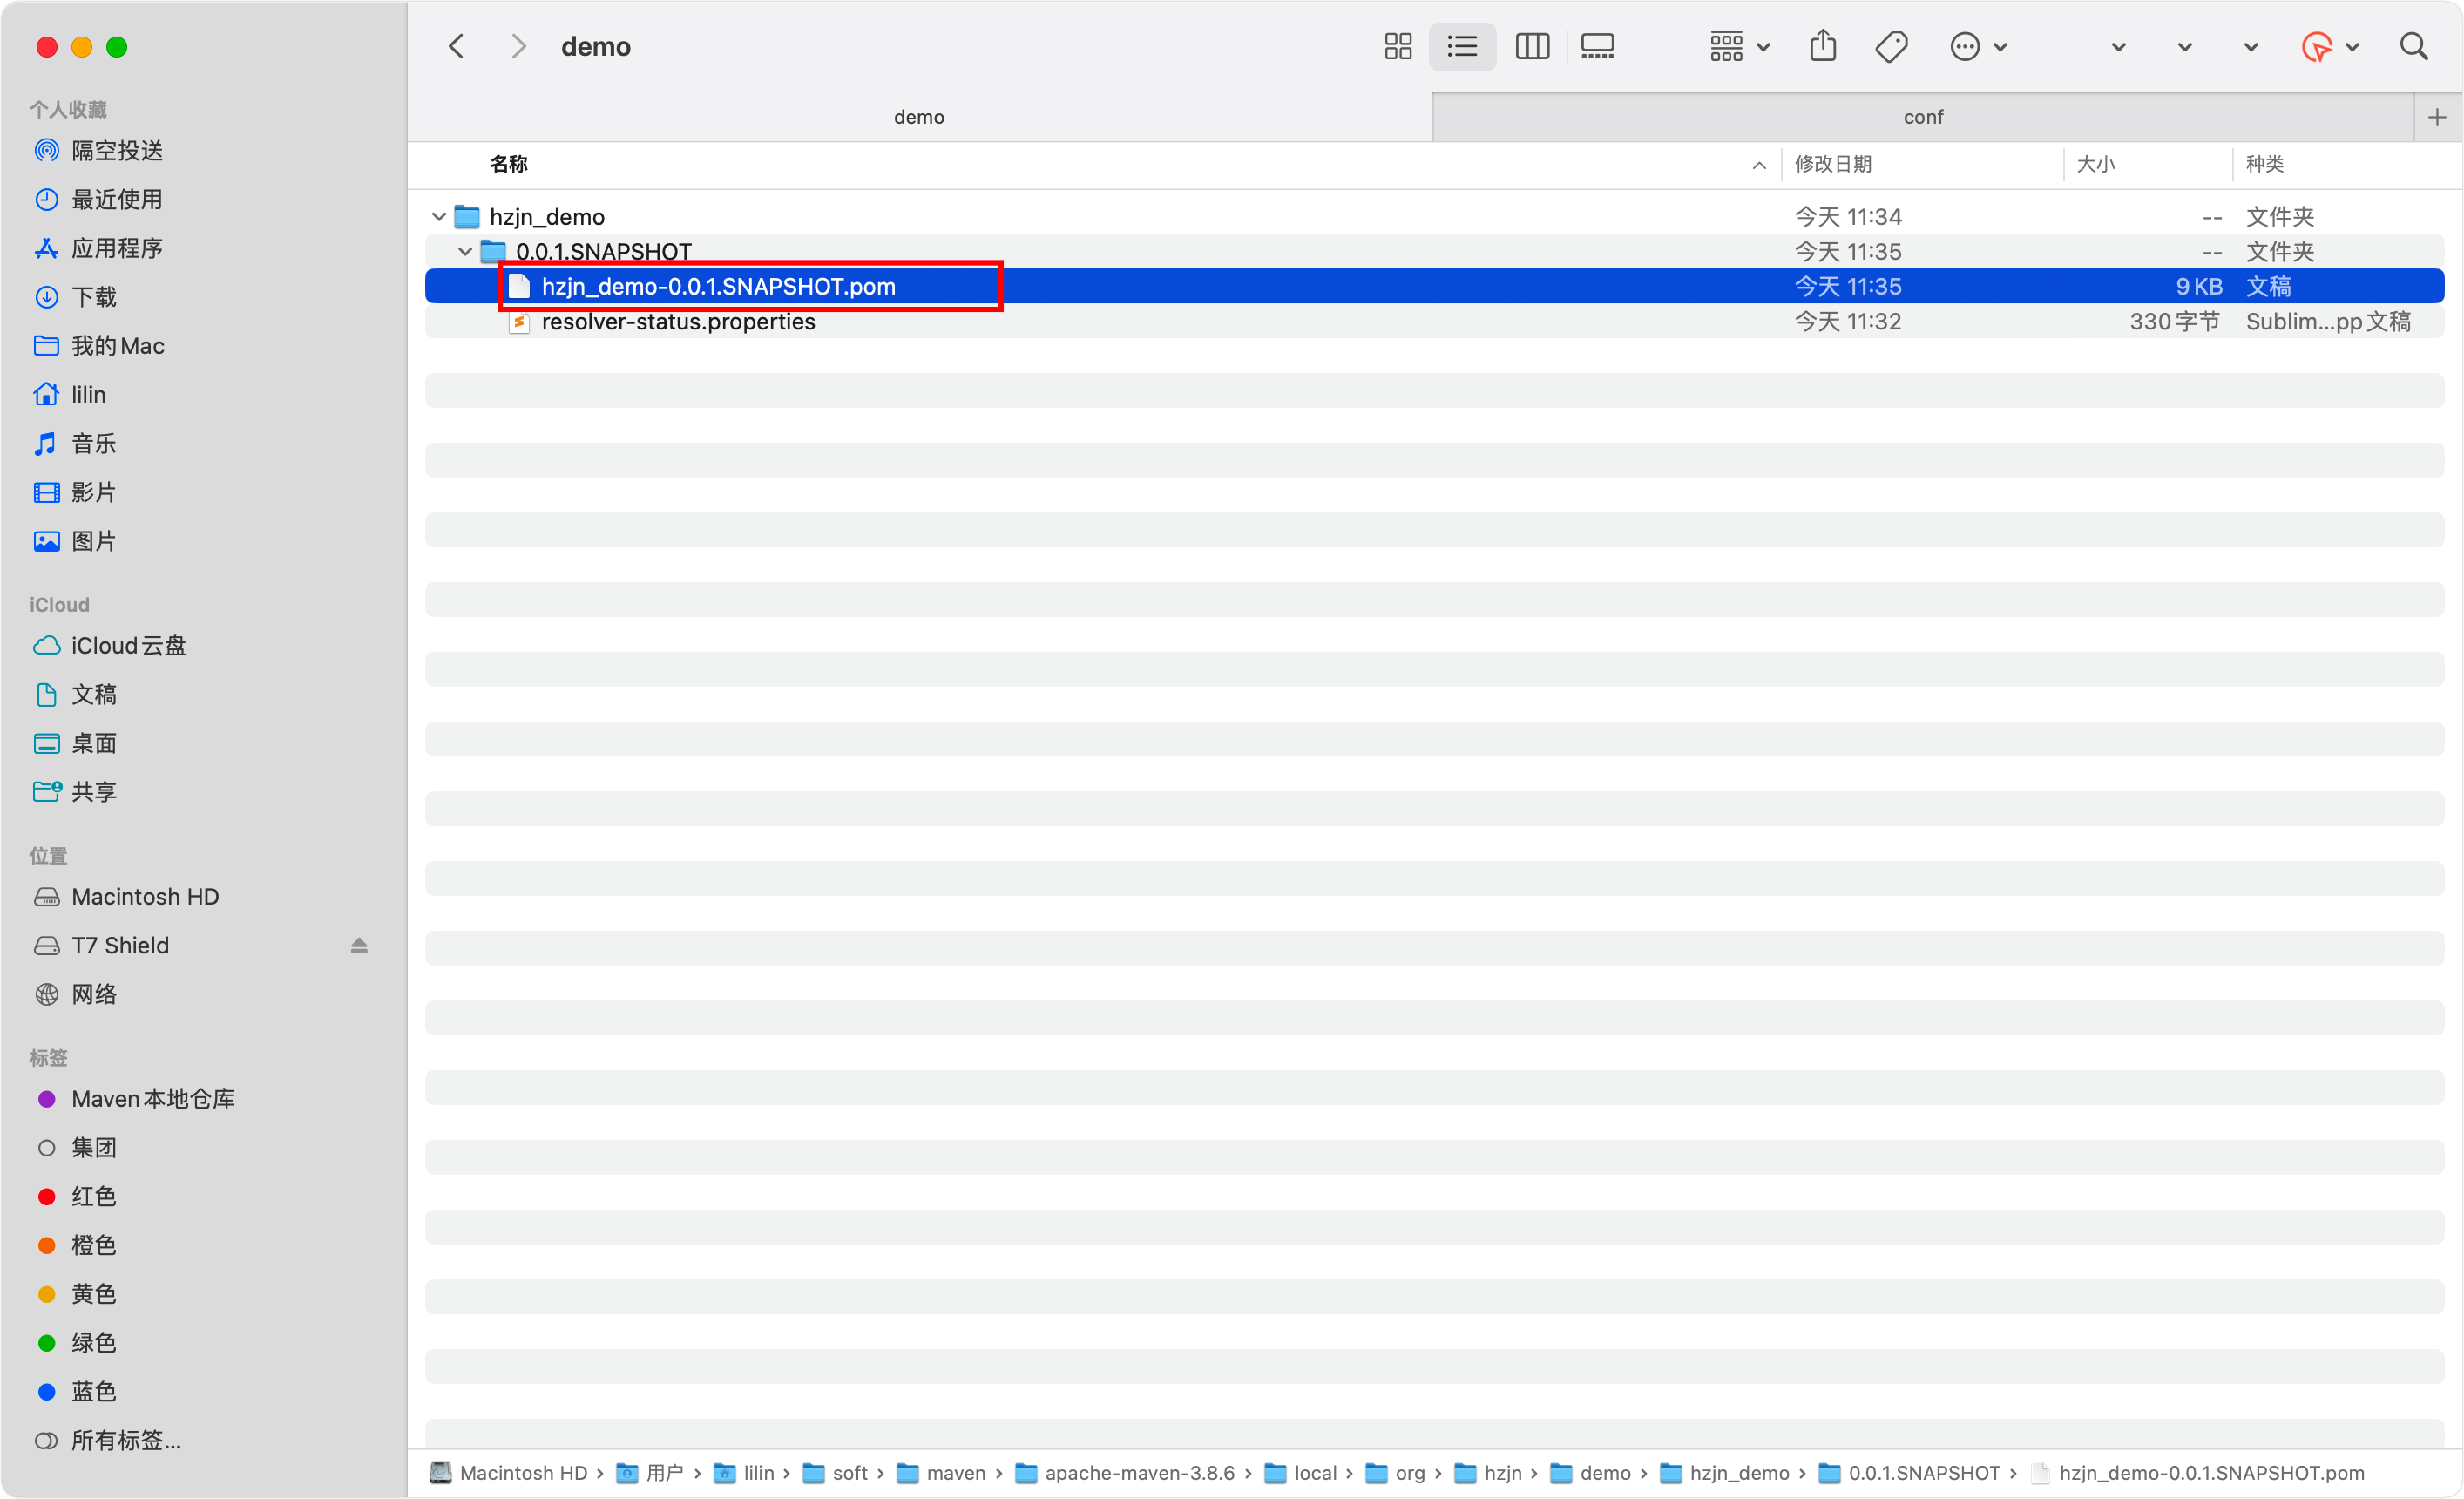 demo
demo
conf
个人收藏
隔空投送
最近使用
应用程序
下载
我的Mac
lilin
音乐
影片
图片
iCloud
iCloud云盘
文稿
桌面
共享
位置
Macintosh HD
T7 Shield
网络
标签
Maven本地仓库
集团
红色
橙色
黄色
绿色
蓝色
所有标签...
名称 修改日期 大小 种类
hzjn_demo 今天 11:34 -- 文件夹
0.0.1.SNAPSHOT 今天 11:35 -- 文件夹
hzjn_demo-0.0.1.SNAPSHOT.pom 今天 11:35 9 KB 文稿
resolver-status.properties 今天 11:32 330字节 Sublim...pp文稿
Macintosh HD › 用户 › lilin › soft › maven › apache-maven-3.8.6 › local › org › hzjn › demo › hzjn_demo › 0.0.1.SNAPSHOT › hzjn_demo-0.0.1.SNAPSHOT.pom